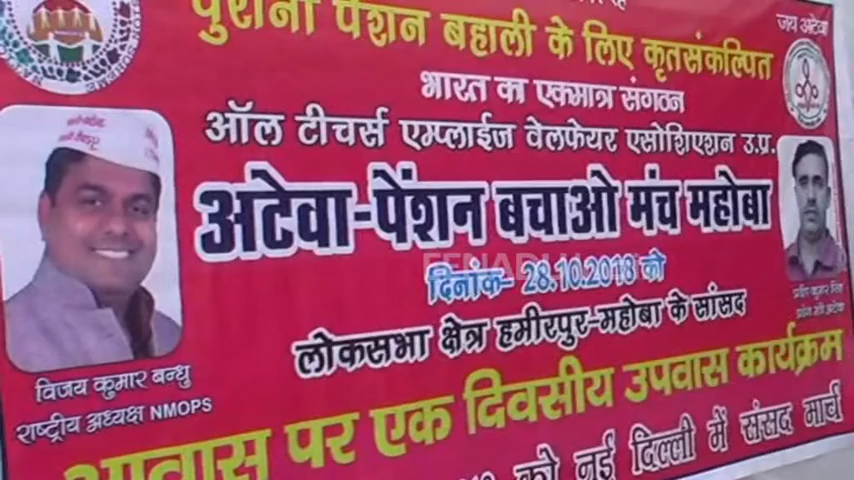 पुरानी पेंशन बहाली के लिए कृतसंकल्पित
जय अटेवा
भारत का एकमात्र संगठन
ऑल टीचर्स एम्प्लाईज वेलफेयर एसोशिएशन उ.प्र.
अटेवा-पेंशन बचाओ मंच महोबा
दिनांक- 28.10.2018 को
लोकसभा क्षेत्र हमीरपुर-महोबा के सांसद
विजय कुमार बन्धु
राष्ट्रीय अध्यक्ष NMOPS
आवास पर एक दिवसीय उपवास कार्यक्रम
को नई दिल्ली में संसद मार्च